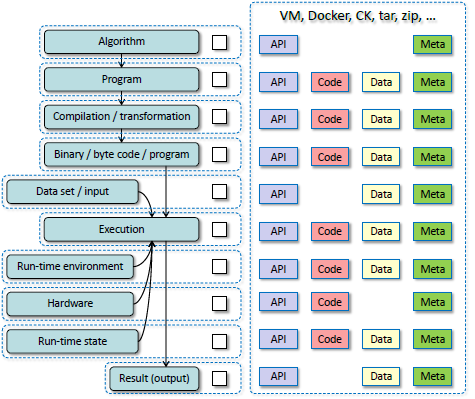 VM, Docker, CK, tar, zip, ...
Algorithm API Meta
Program API Code Data Meta
Compilation / transformation API Code Data Meta
Binary / byte code / program API Code Data Meta
Data set / input API Data Meta
Execution API Code Data Meta
Run-time environment API Code Data Meta
Hardware API Code Meta
Run-time state API Code Data Meta
Result (output) API Data Meta